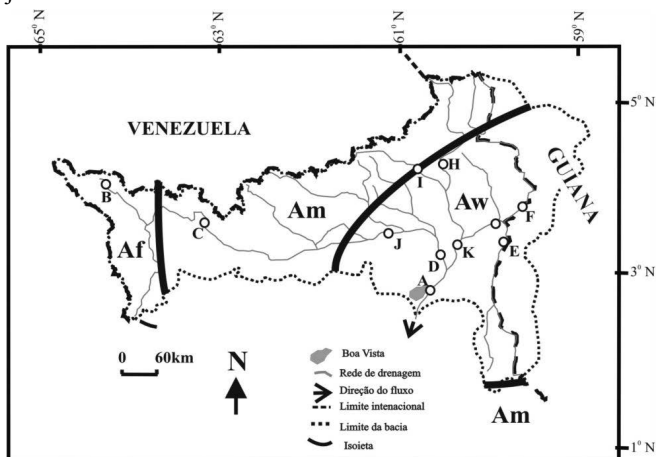 65°
63°
61°
59°
5° N
VENEZUELA
GUIANA
H
I
B
Am
Aw
F
C
Af
J
K
E
D
3° N
A
0 60km
N
Boa Vista
Rede de drenagem
Direção do fluxo
Limite intenacional
Limite da bacia
Isoieta
Am
1° N